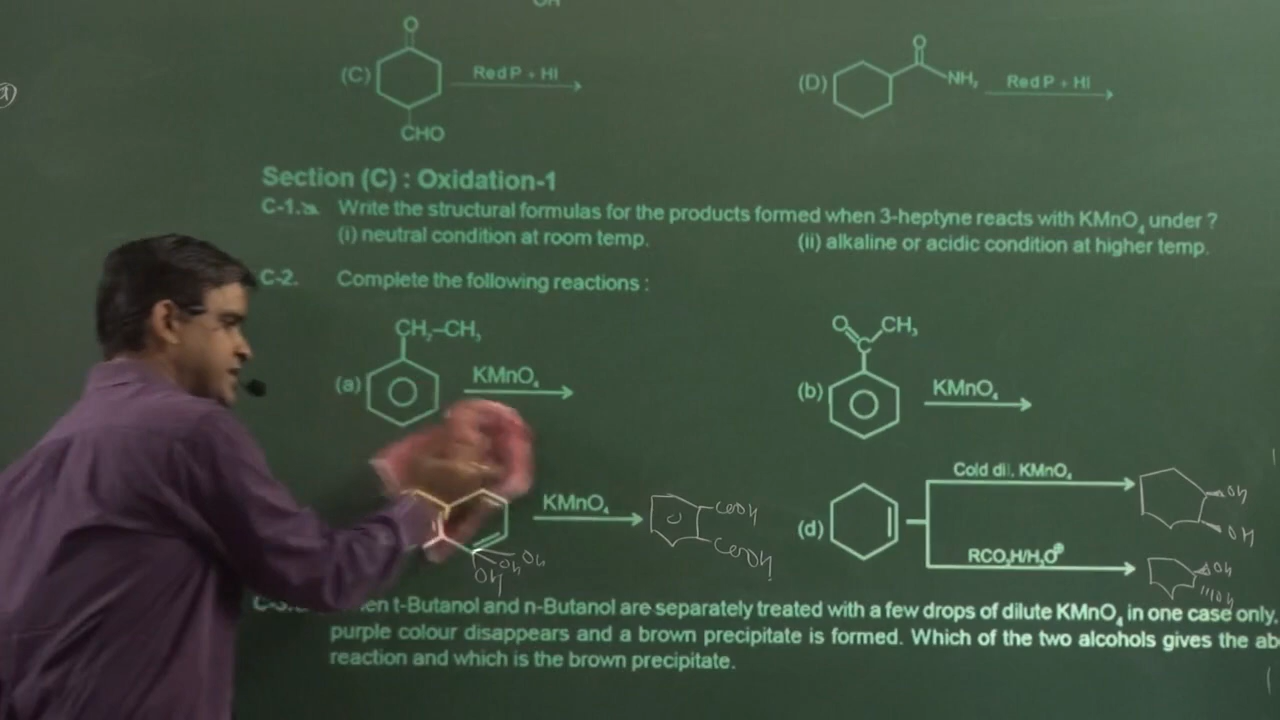 OH
O
(C) Red P + HI
CHO
O
(D) NH₂ Red P + HI
Section (C) : Oxidation-1
C-1. Write the structural formulas for the products formed when 3-heptyne reacts with KMnO₄ under ?
(i) neutral condition at room temp. (ii) alkaline or acidic condition at higher temp.
C-2. Complete the following reactions :
CH₂–CH₃
(a) KMnO₄
O CH₃
C
(b) KMnO₄
KMnO₄
COOH
COOH
OH OH OH
(d) Cold dil. KMnO₄
OH
OH
RCO₃H/H₃O⊕
OH
OH
en t-Butanol and n-Butanol are separately treated with a few drops of dilute KMnO₄ in one case only,
purple colour disappears and a brown precipitate is formed. Which of the two alcohols gives the ab
reaction and which is the brown precipitate.